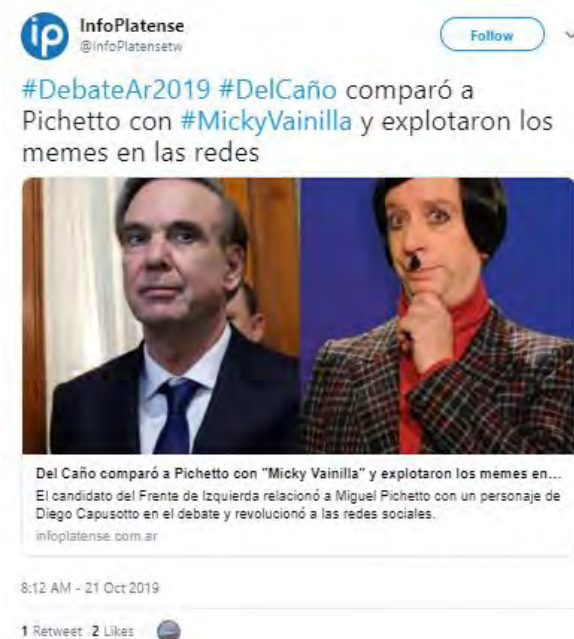 ip
InfoPlatense
@InfoPlatensetw
Follow
#DebateAr2019 #DelCaño comparó a
Pichetto con #MickyVainilla y explotaron los
memes en las redes
Del Caño comparó a Pichetto con "Micky Vainilla" y explotaron los memes en...
El candidato del Frente de Izquierda relacionó a Miguel Pichetto con un personaje de
Diego Capusotto en el debate y revolucionó a las redes sociales.
infoplatense.com.ar
8:12 AM - 21 Oct 2019
1 Retweet 2 Likes